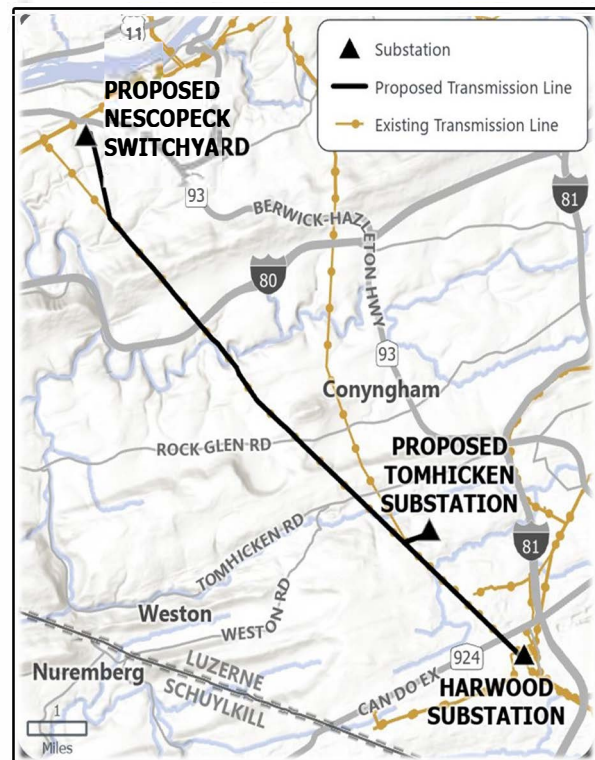 11
Substation
Proposed Transmission Line
Existing Transmission Line
PROPOSED
NESCOPECK
SWITCHYARD
93
81
BERWICK-HAZLETON HWY
80
93
Conyngham
ROCK GLEN RD
PROPOSED
TOMHICKEN
SUBSTATION
81
TOMHICKEN RD
Weston
WESTON RD
924
Nuremberg
LUZERNE
SCHUYLKILL
CAN DO EX
HARWOOD
SUBSTATION
1
Miles